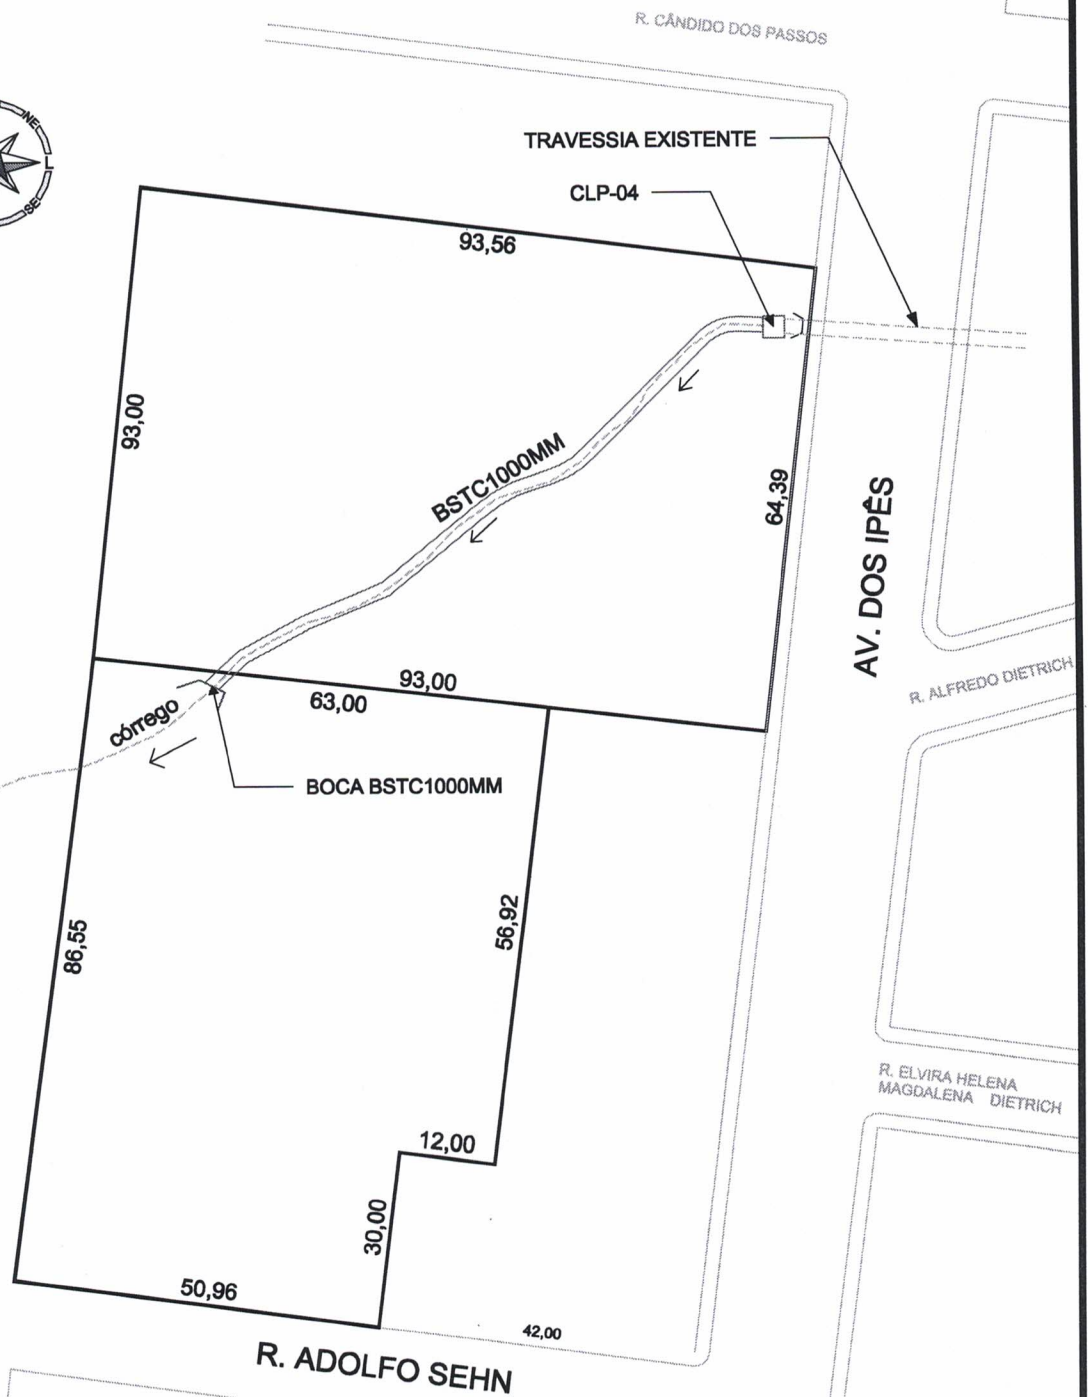 R. CÂNDIDO DOS PASSOS
NE
L
SE
TRAVESSIA EXISTENTE
CLP-04
93,56
93,00
BSTC1000MM
64,39
AV. DOS IPÊS
R. ALFREDO DIETRICH
93,00
63,00
córrego
BOCA BSTC1000MM
86,55
56,92
R. ELVIRA HELENA
MAGDALENA DIETRICH
12,00
30,00
50,96
42,00
R. ADOLFO SEHN